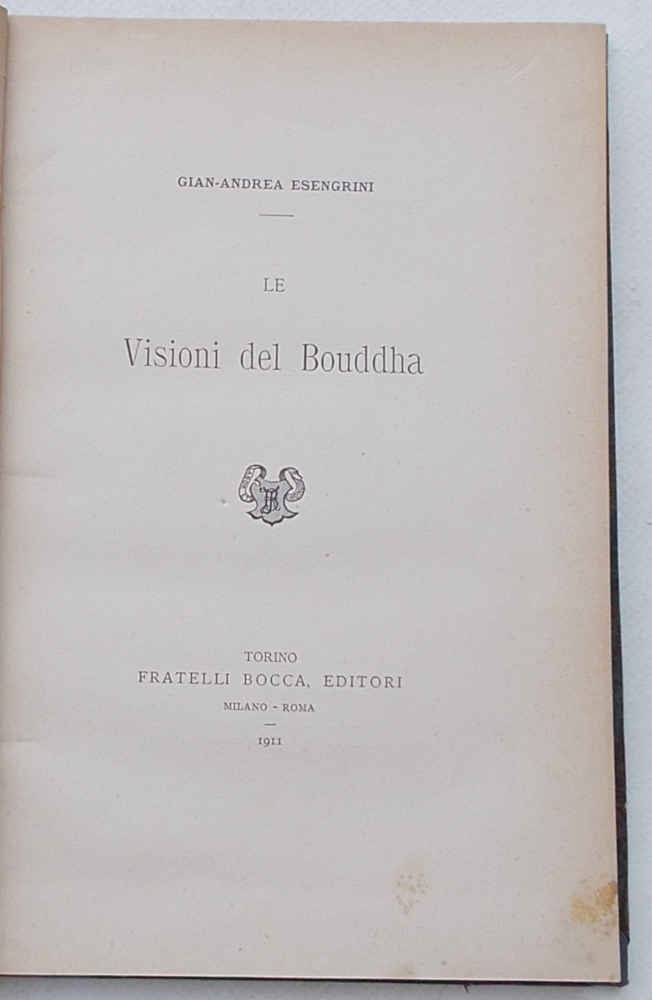 GIAN-ANDREA ESENGRINI
LE
Visioni del Bouddha
TORINO
FRATELLI BOCCA, EDITORI
MILANO - ROMA
1911